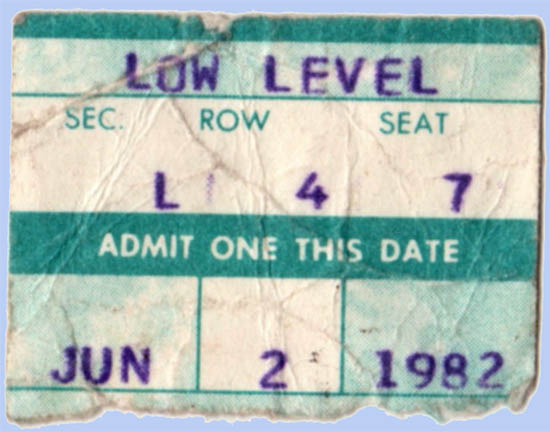 LOW LEVEL
SEC. ROW SEAT
L 4 7
ADMIT ONE THIS DATE
JUN 2 1982